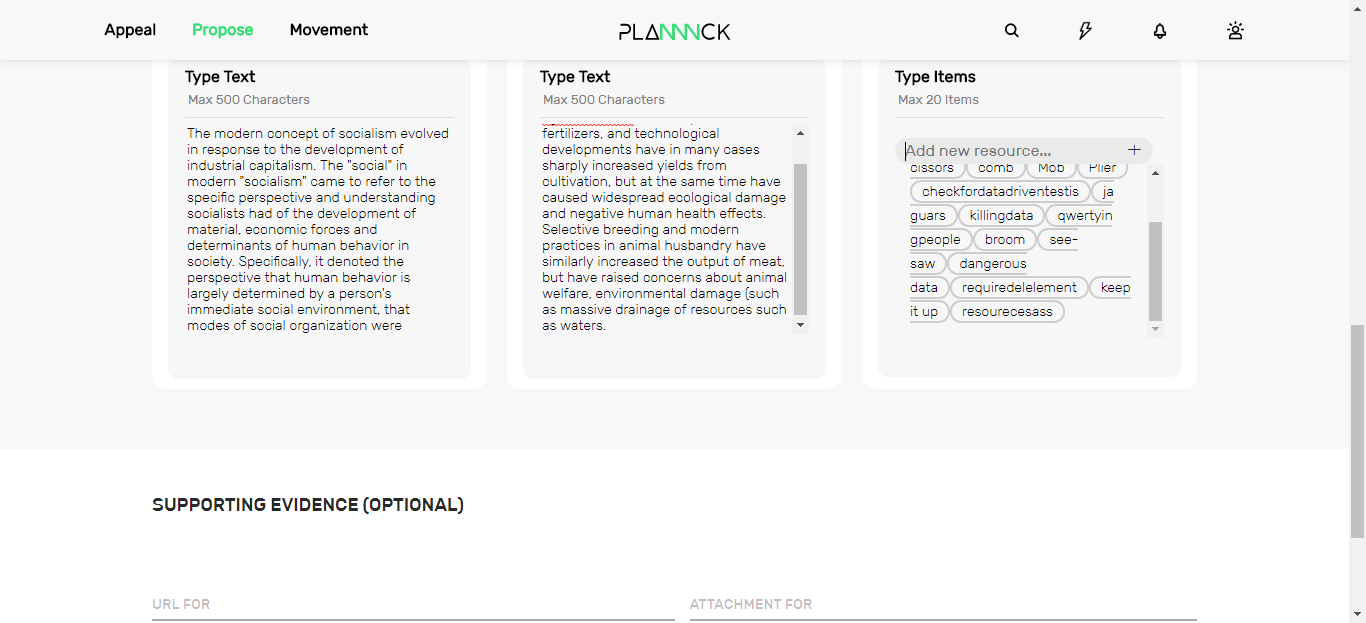 Appeal Propose Movement PLANNNCK
Type Text
Max 500 Characters
The modern concept of socialism evolved
in response to the development of
industrial capitalism. The "social" in
modern "socialism" came to refer to the
specific perspective and understanding
socialists had of the development of
material, economic forces and
determinants of human behavior in
society. Specifically, it denoted the
perspective that human behavior is
largely determined by a person's
immediate social environment, that
modes of social organization were
Type Text
Max 500 Characters
fertilizers, and technological
developments have in many cases
sharply increased yields from
cultivation, but at the same time have
caused widespread ecological damage
and negative human health effects.
Selective breeding and modern
practices in animal husbandry have
similarly increased the output of meat,
but have raised concerns about animal
welfare, environmental damage (such
as massive drainage of resources such
as waters.
Type Items
Max 20 Items
Add new resource... +
cissors comb Mob Plier
checkfordatadriventestis ja
guars killingdata qwertyin
gpeople broom see-
saw dangerous
data requiredelelement keep
it up resourecesass
SUPPORTING EVIDENCE (OPTIONAL)
URL FOR ATTACHMENT FOR